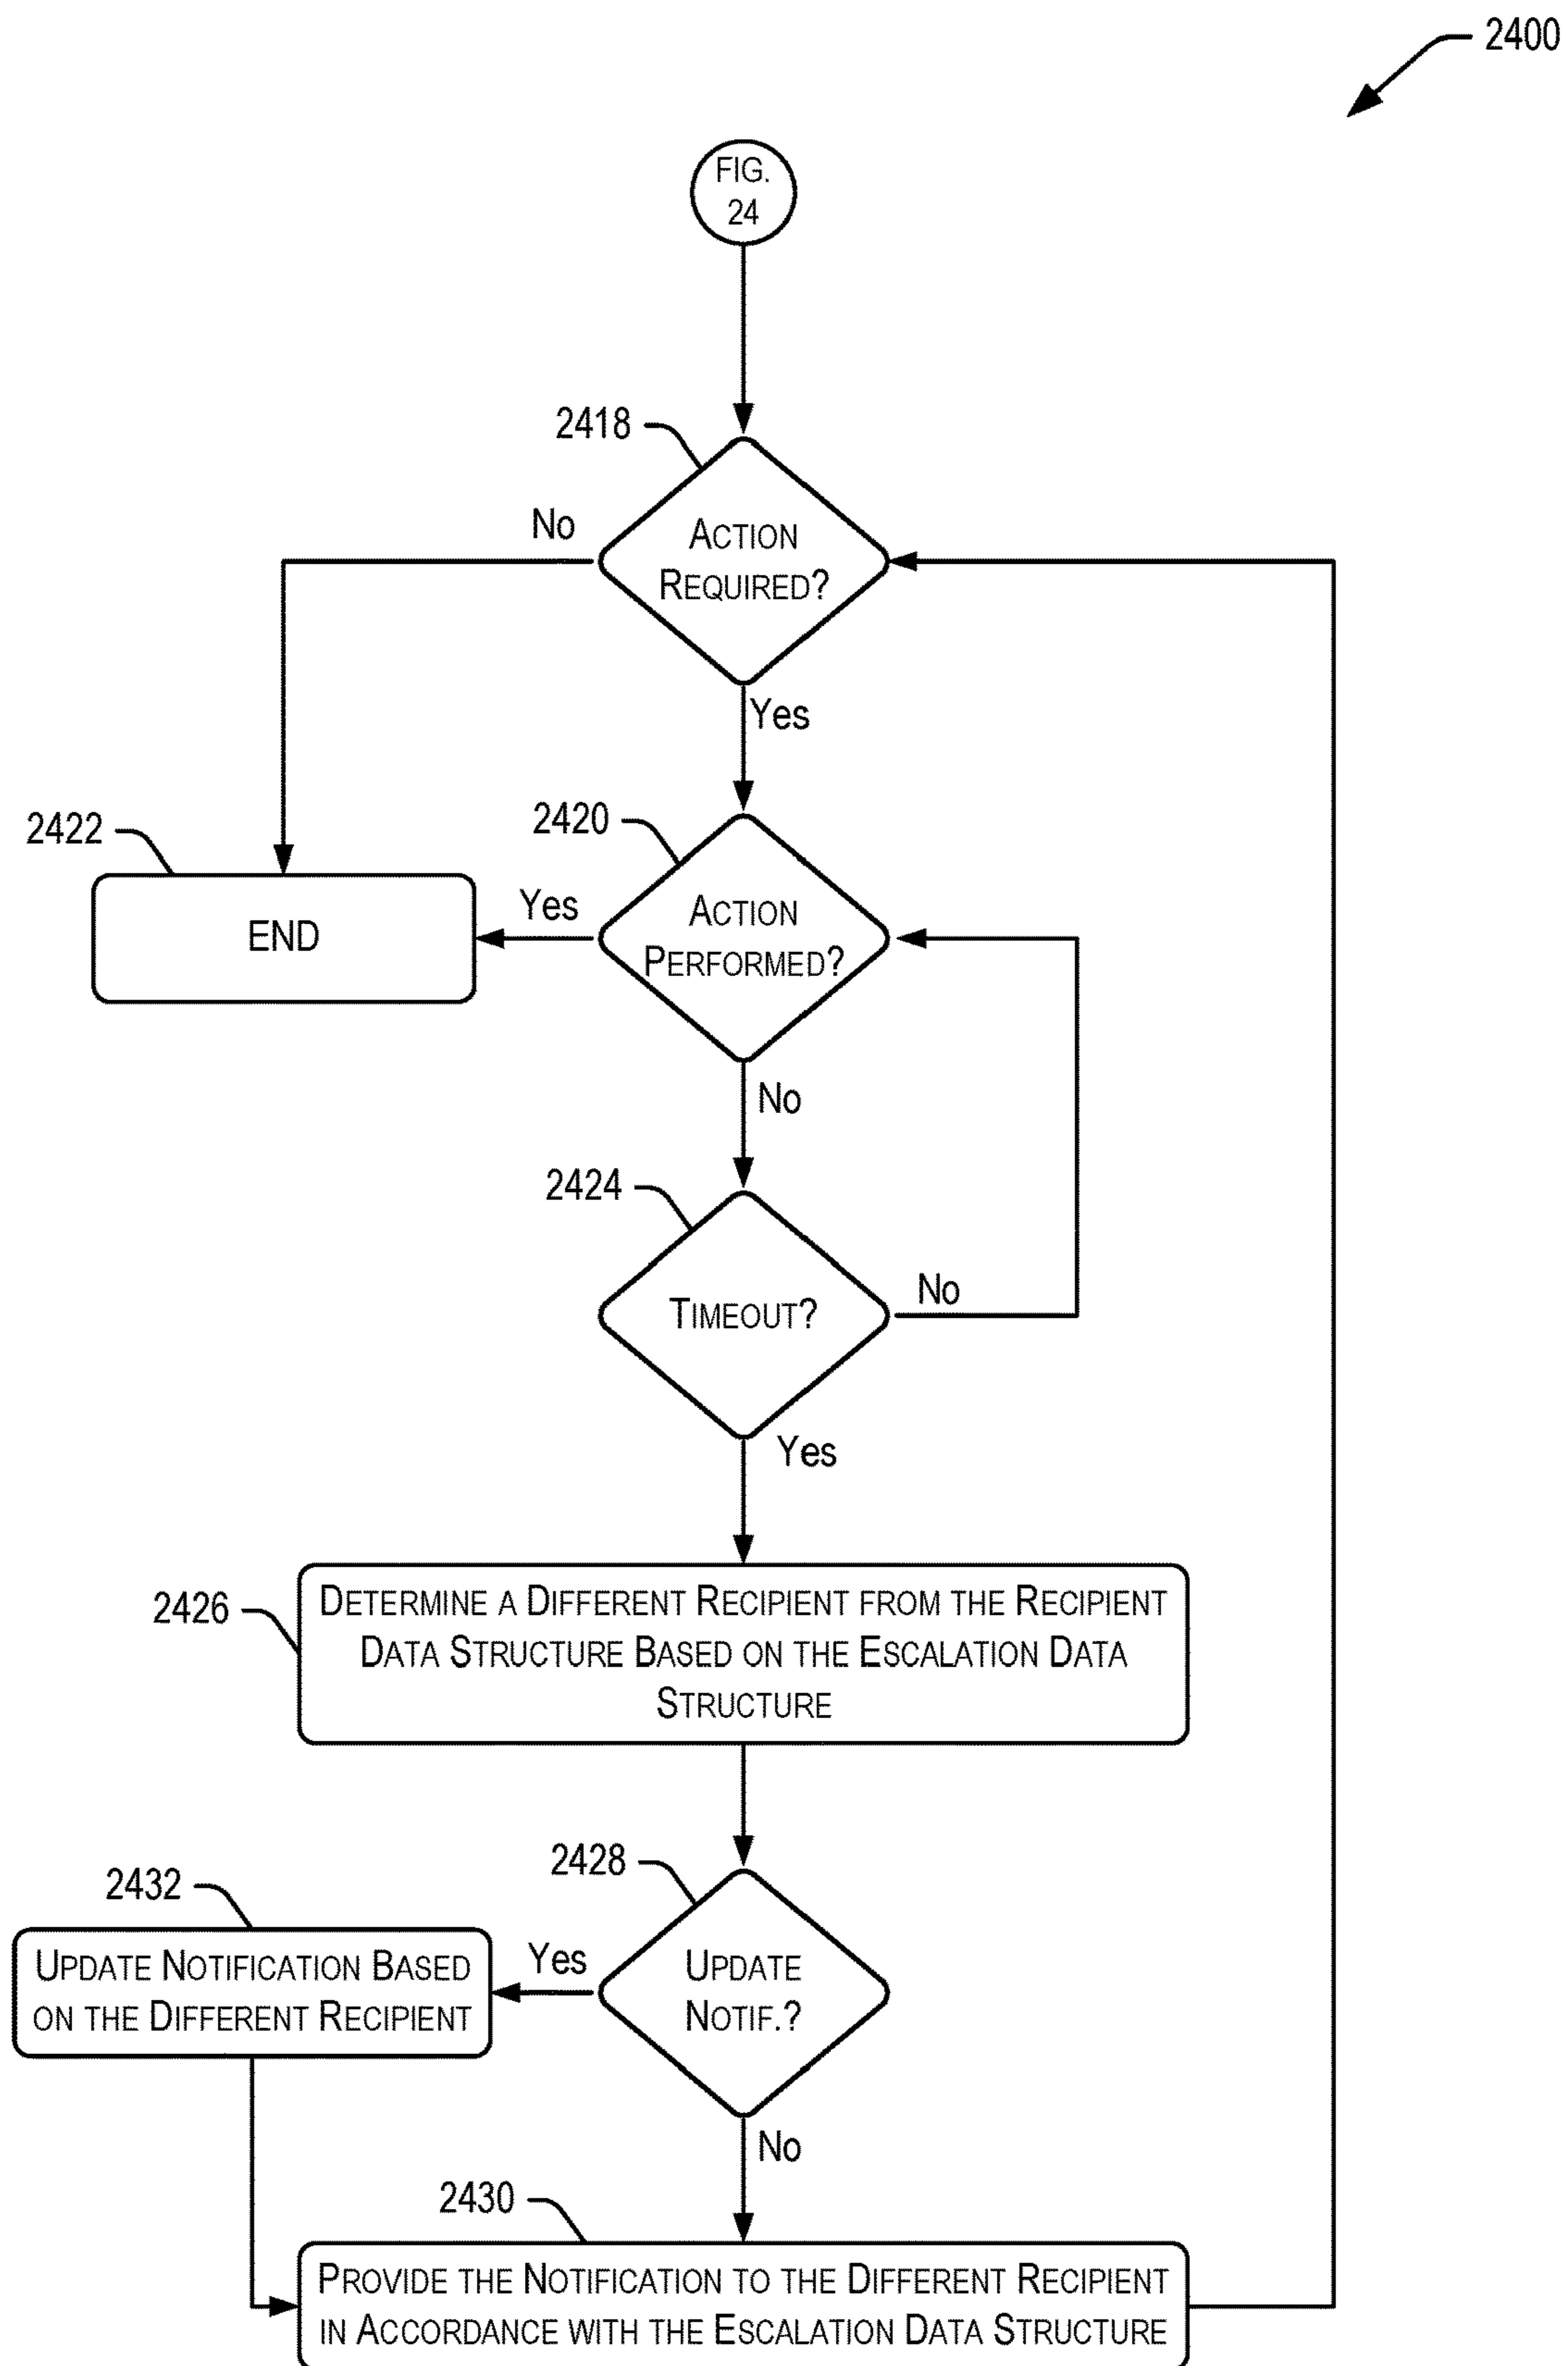 2400
FIG.
24
2418
No
ACTION
REQUIRED?
Yes
2420
2422
END
Yes
ACTION
PERFORMED?
No
2424
TIMEOUT?
No
Yes
2426
DETERMINE A DIFFERENT RECIPIENT FROM THE RECIPIENT
DATA STRUCTURE BASED ON THE ESCALATION DATA
STRUCTURE
2428
2432
UPDATE NOTIFICATION BASED
ON THE DIFFERENT RECIPIENT
Yes
UPDATE
NOTIF.?
No
2430
PROVIDE THE NOTIFICATION TO THE DIFFERENT RECIPIENT
IN ACCORDANCE WITH THE ESCALATION DATA STRUCTURE